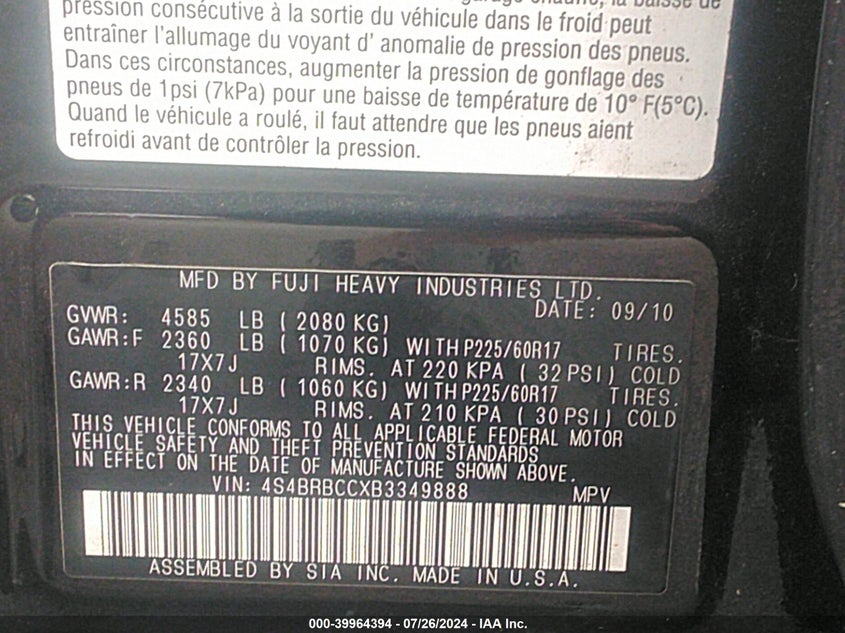 la baisse de
pression consécutive à la sortie du véhicule dans le froid peut
entraîner l'allumage du voyant d' anomalie de pression des pneus.
Dans ces circonstances, augmenter la pression de gonflage des
pneus de 1psi (7kPa) pour une baisse de température de 10° F(5°C).
Quand le véhicule a roulé, il faut attendre que les pneus aient
refroidi avant de contrôler la pression.
MFD BY FUJI HEAVY INDUSTRIES LTD.
DATE: 09/10
GVWR: 4585 LB ( 2080 KG)
GAWR:F 2360 LB ( 1070 KG) WITH P225/60R17 TIRES.
17X7J RIMS. AT 220 KPA ( 32 PSI) COLD
GAWR:R 2340 LB ( 1060 KG) WITH P225/60R17 TIRES.
17X7J RIMS. AT 210 KPA ( 30 PSI) COLD
THIS VEHICLE CONFORMS TO ALL APPLICABLE FEDERAL MOTOR
VEHICLE SAFETY AND THEFT PREVENTION STANDARDS
IN EFFECT ON THE DATE OF MANUFACTURE SHOWN ABOVE.
VIN: 4S4BRBCCXB3349888 MPV
ASSEMBLED BY SIA INC. MADE IN U.S.A.
000-39964394 - 07/26/2024 - IAA Inc.